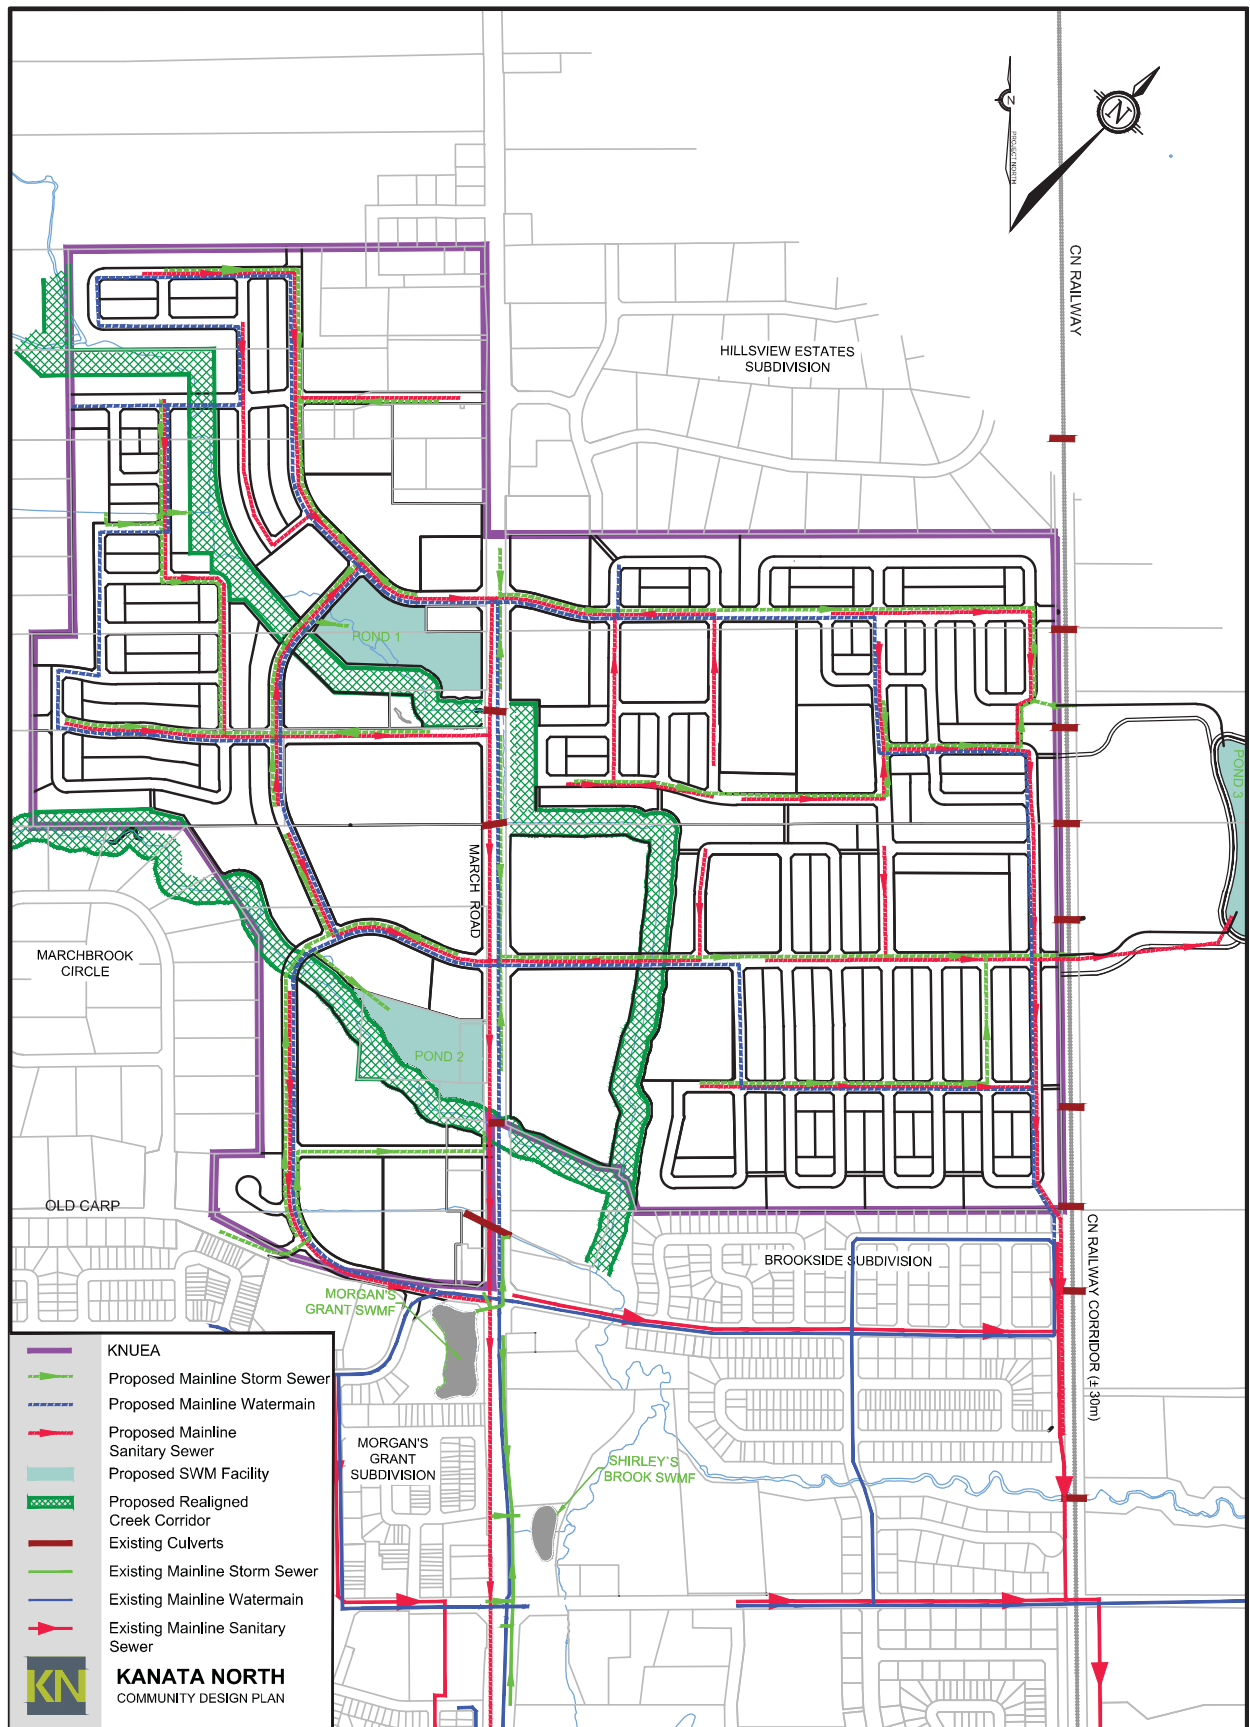 N
N
PROJECT NORTH
CN RAILWAY
HILLSVIEW ESTATES
SUBDIVISION
POND 1
POND 3
MARCH ROAD
MARCHBROOK
CIRCLE
POND 2
OLD CARP
BROOKSIDE SUBDIVISION
CN RAILWAY CORRIDOR (±30m)
MORGAN'S
GRANT SWMF
MORGAN'S
GRANT
SUBDIVISION
SHIRLEY`S
BROOK SWMF
KNUEA
Proposed Mainline Storm Sewer
Proposed Mainline Watermain
Proposed Mainline
Sanitary Sewer
Proposed SWM Facility
Proposed Realigned
Creek Corridor
Existing Culverts
Existing Mainline Storm Sewer
Existing Mainline Watermain
Existing Mainline Sanitary
Sewer
KN
KANATA NORTH
COMMUNITY DESIGN PLAN